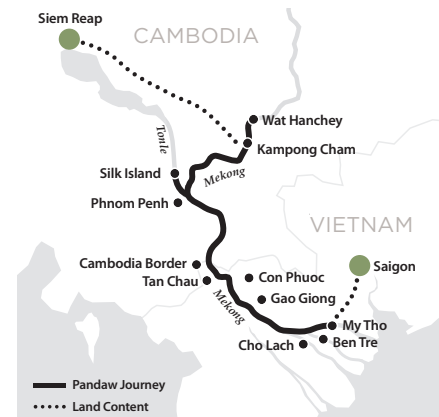 Siem Reap
CAMBODIA
Wat Hanchey
Tonle
Kampong Cham
Mekong
Silk Island
Phnom Penh
VIETNAM
Cambodia Border
Saigon
Tan Chau
Con Phuoc
Mekong
Gao Giong
My Tho
Cho Lach
Ben Tre
Pandaw Journey
Land Content